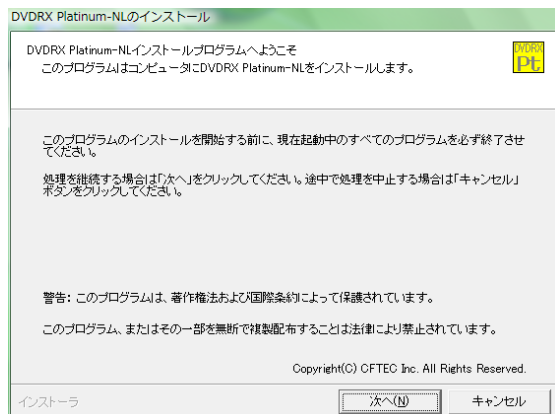 DVDRX Platinum-NLのインストール
DVDRX Platinum-NLインストールプログラムへようこそ
このプログラムはコンピュータにDVDRX Platinum-NLをインストールします。
DVDRX
Pt
このプログラムのインストールを開始する前に、現在起動中のすべてのプログラムを必ず終了させ
てください。
処理を継続する場合は「次へ」をクリックしてください。途中で処理を中止する場合は「キャンセル」
ボタンをクリックしてください。
警告: このプログラムは、著作権法および国際条約によって保護されています。
このプログラム、またはその一部を無断で複製配布することは法律により禁止されています。
Copyright(C) CFTEC Inc. All Rights Reserved.
インストーラ
次へ(N)
キャンセル